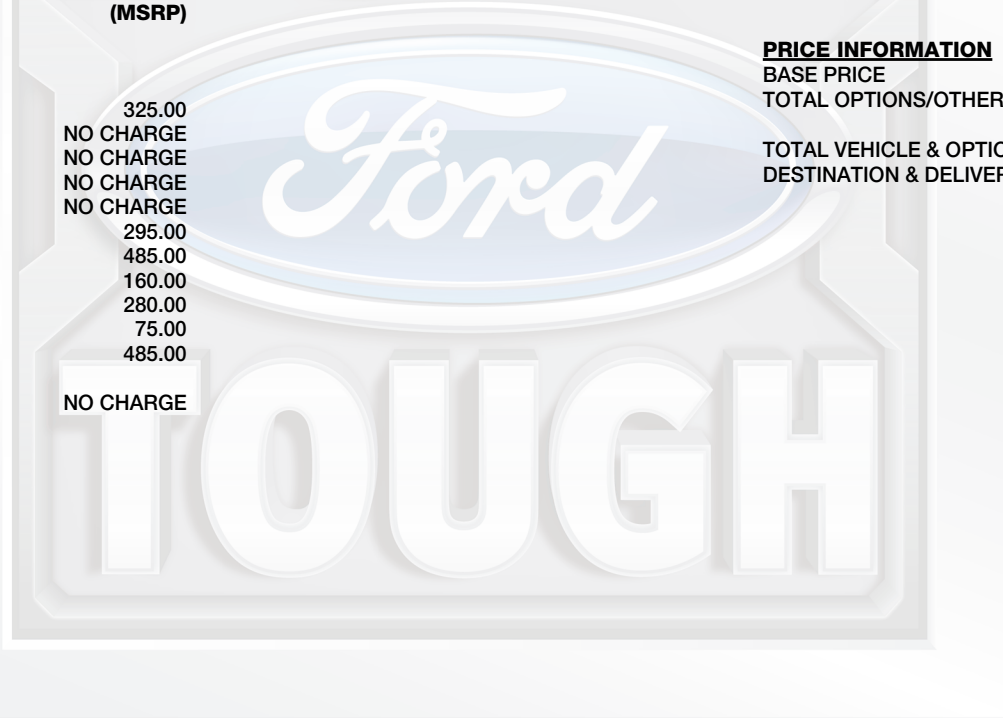 (MSRP)
325.00
NO CHARGE
NO CHARGE
NO CHARGE
NO CHARGE
295.00
485.00
160.00
280.00
75.00
485.00
NO CHARGE
PRICE INFORMATION
BASE PRICE
TOTAL OPTIONS/OTHER
TOTAL VEHICLE & OPTIO
DESTINATION & DELIVER
Ford
TOUGH